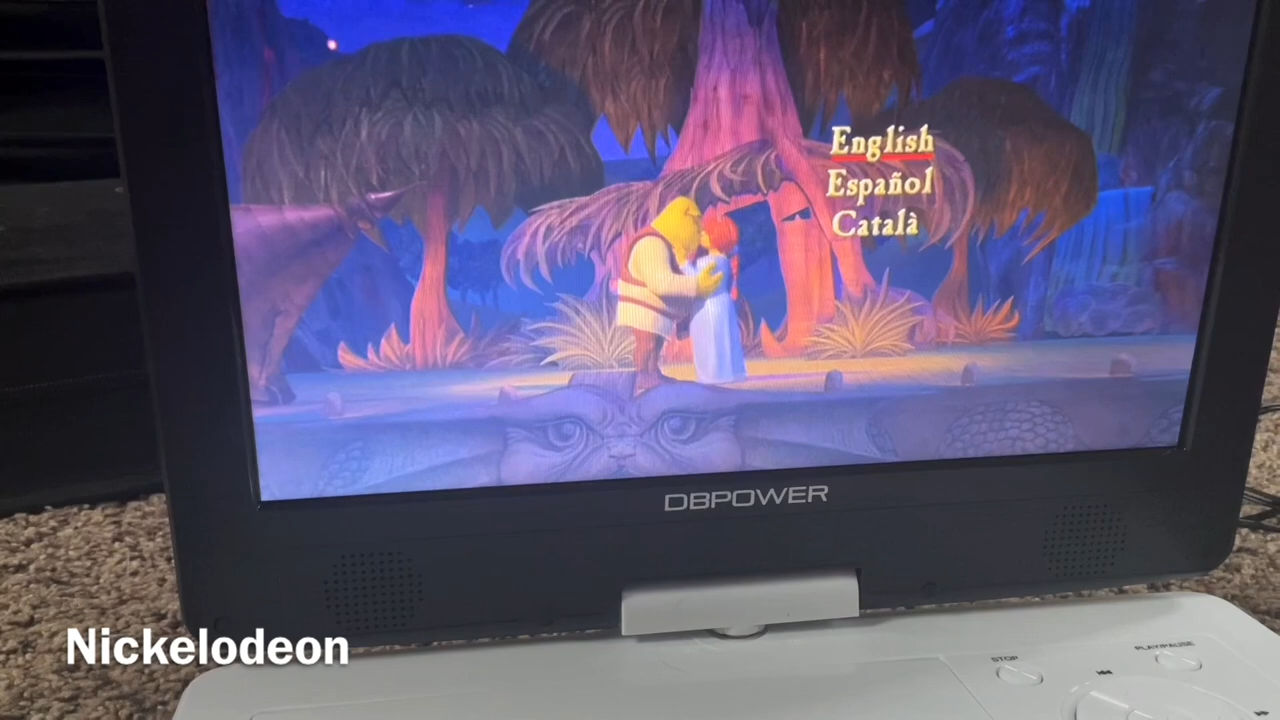 English
Español
Català
DBPOWER
Nickelodeon
STOP
PLAY/PAUSE